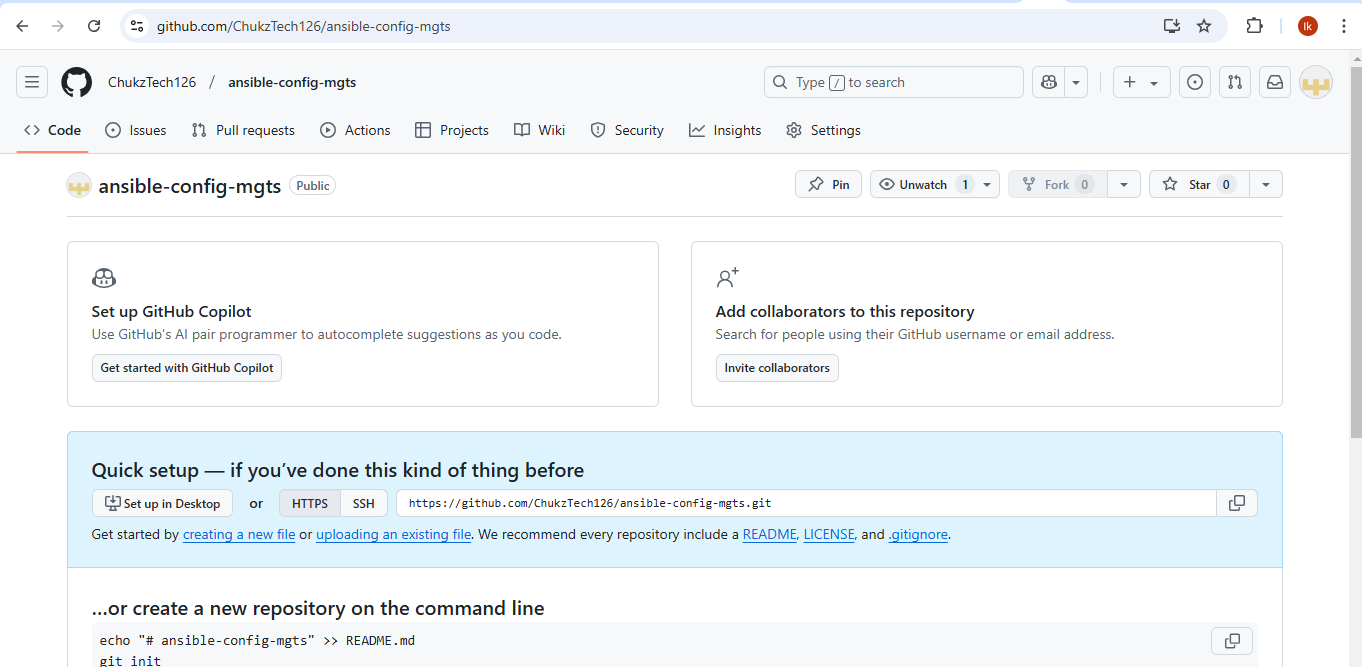 github.com/ChukzTech126/ansible-config-mgts
Ik
ChukzTech126 / ansible-config-mgts
Type / to search
Code Issues Pull requests Actions Projects Wiki Security Insights Settings
ansible-config-mgts Public
Pin Unwatch 1 Fork 0 Star 0
Set up GitHub Copilot
Use GitHub's AI pair programmer to autocomplete suggestions as you code.
Get started with GitHub Copilot
Add collaborators to this repository
Search for people using their GitHub username or email address.
Invite collaborators
Quick setup — if you’ve done this kind of thing before
Set up in Desktop or HTTPS SSH https://github.com/ChukzTech126/ansible-config-mgts.git
Get started by creating a new file or uploading an existing file. We recommend every repository include a README, LICENSE, and .gitignore.
…or create a new repository on the command line
echo "# ansible-config-mgts" >> README.md
git init